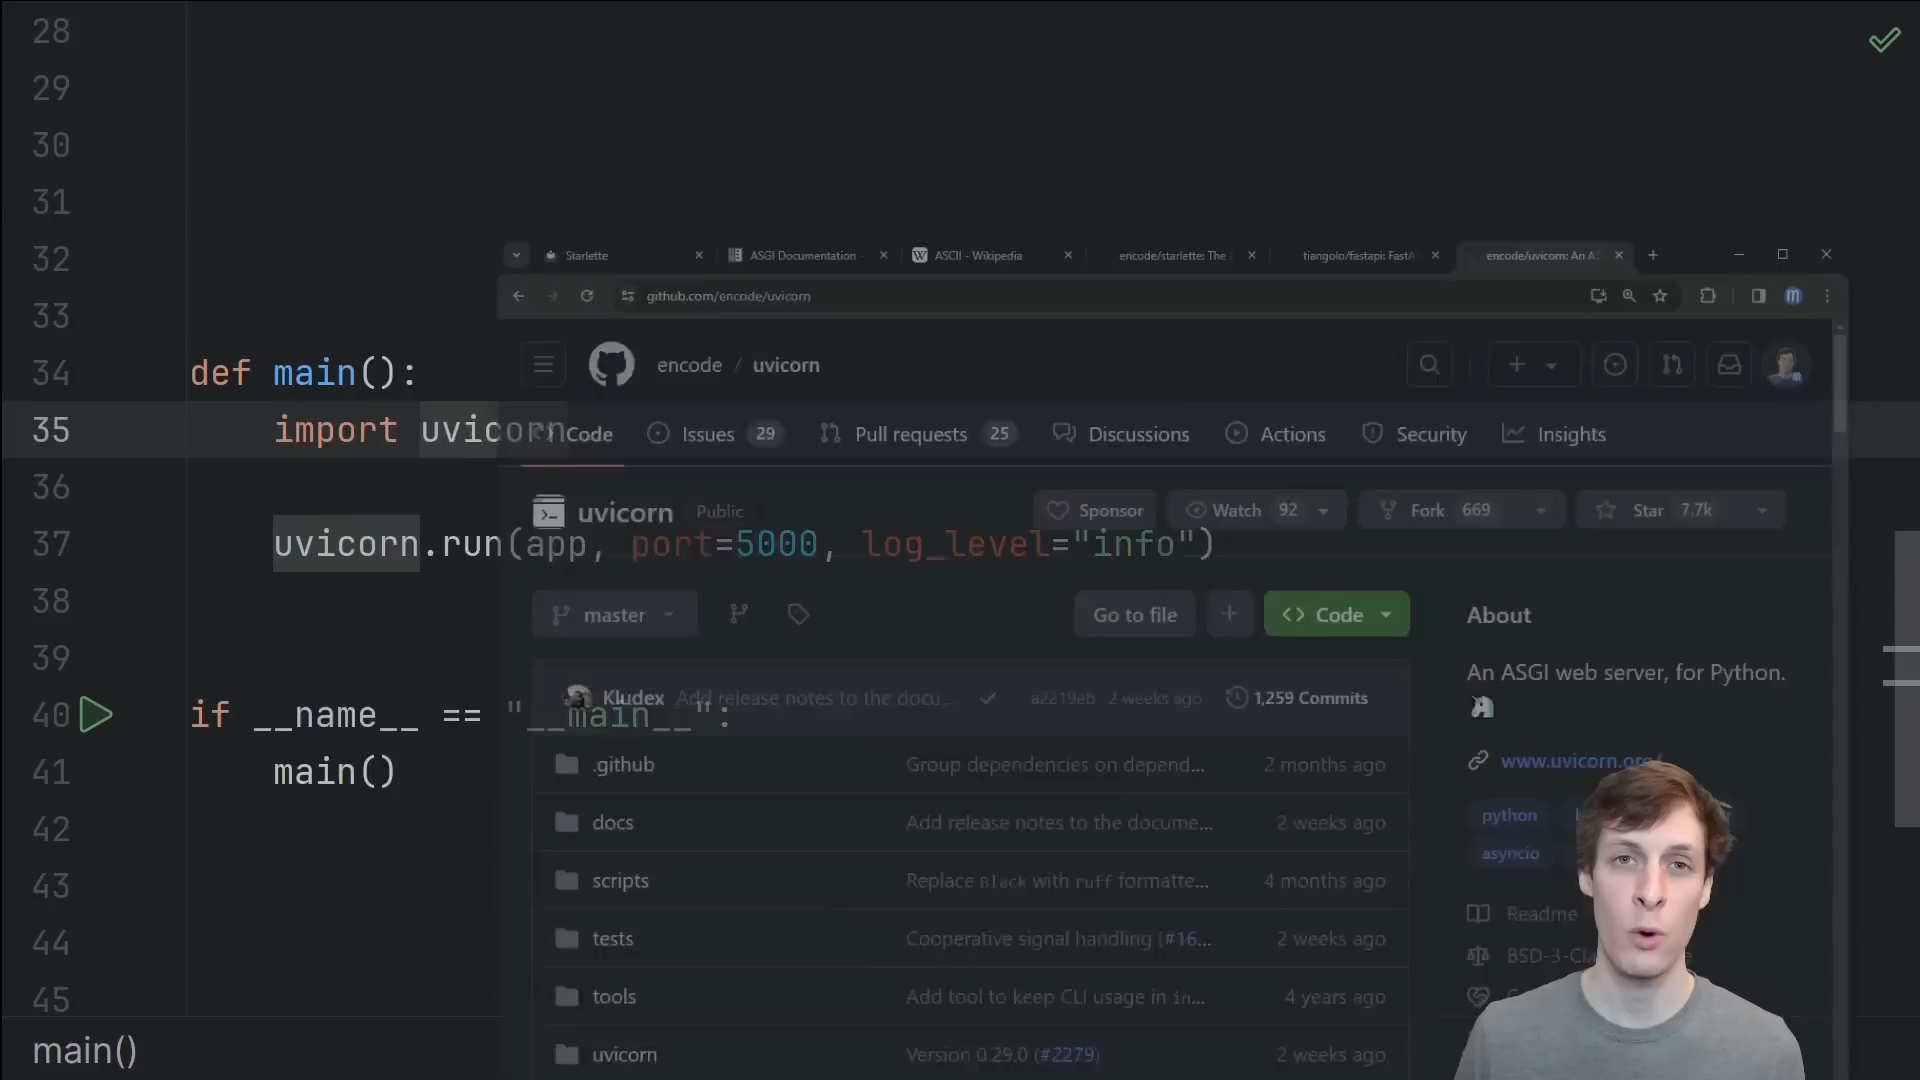 28
29
30
31
32
33
34 def main():
35 import uvicorn
36
37 uvicorn.run(app, port=5000, log_level="info")
38
39
40 if __name__ == "__main__":
41 main()
42
43
44
45
main()
Starlette
ASGI Documentation -
ASCII - Wikipedia
encode/starlette: The
tiangolo/fastapi: FastA
encode/uvicorn: An AS
github.com/encode/uvicorn
encode / uvicorn
Code
Issues 29
Pull requests 25
Discussions
Actions
Security
Insights
uvicorn Public
Sponsor
Watch 92
Fork 669
Star 7.7k
master
Go to file
Code
Kludex Add release notes to the docu... a2219eb 2 weeks ago 1,259 Commits
.github Group dependencies on depend... 2 months ago
docs Add release notes to the docume... 2 weeks ago
scripts Replace Black with ruff formatte... 4 months ago
tests Cooperative signal handling (#16... 2 weeks ago
tools Add tool to keep CLI usage in in... 4 years ago
uvicorn Version 0.29.0 (#2279) 2 weeks ago
About
An ASGI web server, for Python.
www.uvicorn.org/
python
asyncio
Readme
BSD-3-Cla